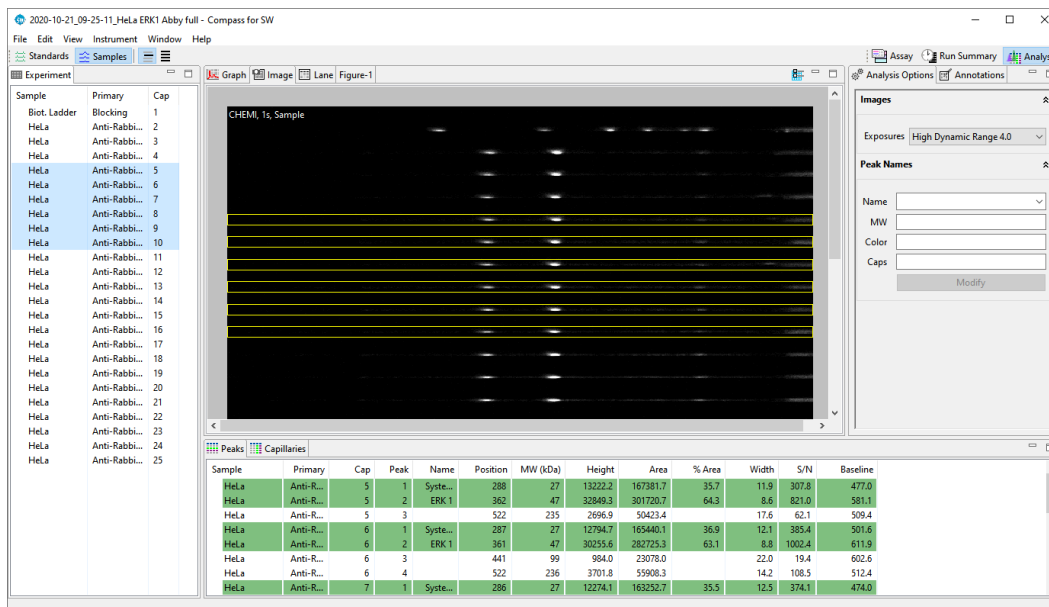 2020-10-21_09-25-11_HeLa ERK1 Abby full - Compass for SW
File Edit View Instrument Window Help
Standards Samples Assay Run Summary Analys
Experiment
Graph Image Lane Figure-1
Analysis Options Annotations
Sample Primary Cap
Biot. Ladder Blocking 1
HeLa Anti-Rabbi... 2
HeLa Anti-Rabbi... 3
HeLa Anti-Rabbi... 4
HeLa Anti-Rabbi... 5
HeLa Anti-Rabbi... 6
HeLa Anti-Rabbi... 7
HeLa Anti-Rabbi... 8
HeLa Anti-Rabbi... 9
HeLa Anti-Rabbi... 10
HeLa Anti-Rabbi... 11
HeLa Anti-Rabbi... 12
HeLa Anti-Rabbi... 13
HeLa Anti-Rabbi... 14
HeLa Anti-Rabbi... 15
HeLa Anti-Rabbi... 16
HeLa Anti-Rabbi... 17
HeLa Anti-Rabbi... 18
HeLa Anti-Rabbi... 19
HeLa Anti-Rabbi... 20
HeLa Anti-Rabbi... 21
HeLa Anti-Rabbi... 22
HeLa Anti-Rabbi... 23
HeLa Anti-Rabbi... 24
HeLa Anti-Rabbi... 25
CHEMI, 1s, Sample
Images
Exposures High Dynamic Range 4.0
Peak Names
Name
MW
Color
Caps
Modify
Peaks Capillaries
Sample Primary Cap Peak Name Position MW (kDa) Height Area % Area Width S/N Baseline
HeLa Anti-R... 5 1 Syste... 288 27 13222.2 167381.7 35.7 11.9 307.8 477.0
HeLa Anti-R... 5 2 ERK 1 362 47 32849.3 301720.7 64.3 8.6 821.0 581.1
HeLa Anti-R... 5 3 522 235 2696.9 50423.4 17.6 62.1 509.4
HeLa Anti-R... 6 1 Syste... 287 27 12794.7 165440.1 36.9 12.1 385.4 501.6
HeLa Anti-R... 6 2 ERK 1 361 47 30255.6 282725.3 63.1 8.8 1002.4 611.9
HeLa Anti-R... 6 3 441 99 984.0 23078.0 22.0 19.4 602.6
HeLa Anti-R... 6 4 522 236 3701.8 55908.3 14.2 108.5 512.4
HeLa Anti-R... 7 1 Syste... 286 27 12274.1 163252.7 35.5 12.5 374.1 474.0